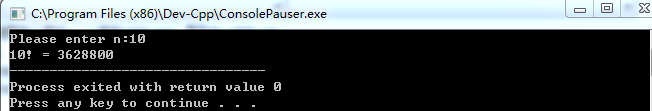 C:\Program Files (x86)\Dev-Cpp\ConsolePauser.exe
Please enter n:10
10! = 3628800
--------------------------------
Process exited with return value 0
Press any key to continue . . .